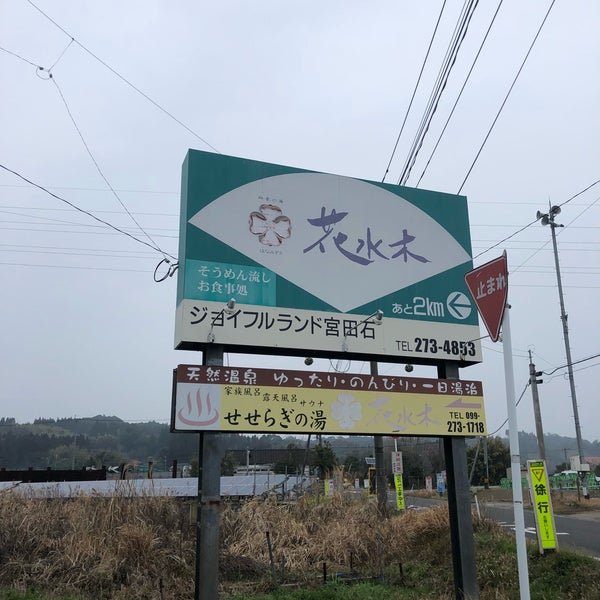 花水木
そうめん流し
お食事処
あと2km
ジョイフルランド宮田石
TEL 273-4853
天然温泉 ゆったり・のんびり・一日湯治
家族風呂 露天風呂 サウナ
せせらぎの湯 花水木
TEL 099-
273-1718
止まれ
徐行